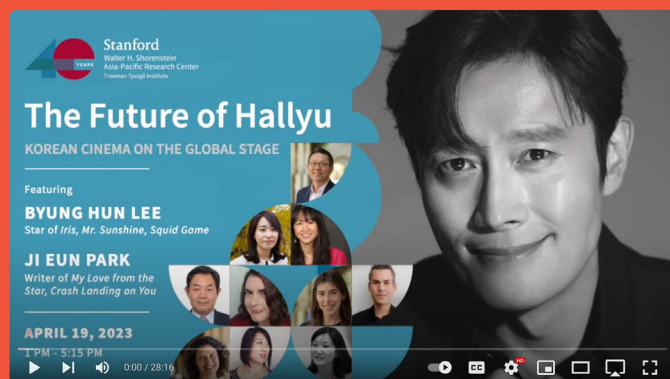 40
YEARS
Stanford
Walter H. Shorenstein
Asia-Pacific Research Center
Freeman Spogli Institute
The Future of Hallyu
KOREAN CINEMA ON THE GLOBAL STAGE
Featuring
BYUNG HUN LEE
Star of Iris, Mr. Sunshine, Squid Game
JI EUN PARK
Writer of My Love from the
Star, Crash Landing on You
APRIL 19, 2023
1 PM - 5:15 PM
0:00 / 28:16
CC
HD